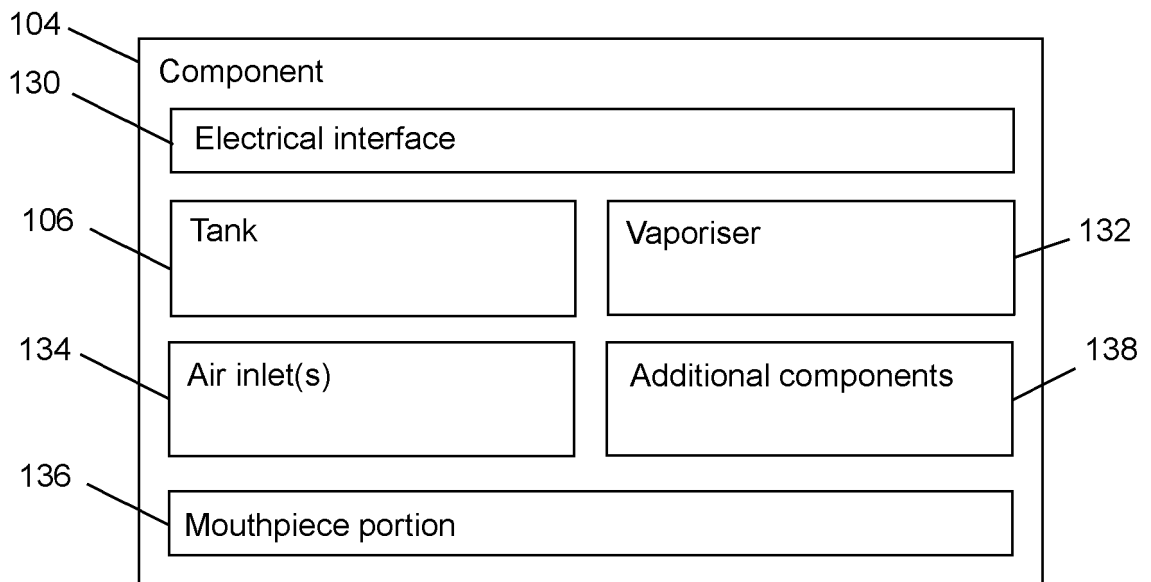 104
Component
130
Electrical interface
106
Tank
Vaporiser
132
134
Air inlet(s)
Additional components
138
136
Mouthpiece portion